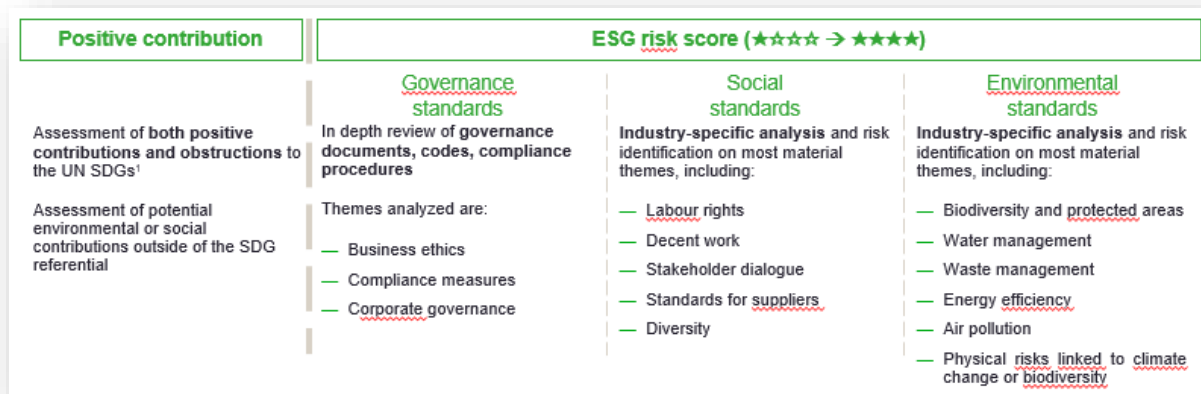 Positive contribution
ESG risk score (★☆☆☆ → ★★★★)
Assessment of both positive
contributions and obstructions to
the UN SDGs¹
Assessment of potential
environmental or social
contributions outside of the SDG
referential
Governance
standards
In depth review of governance
documents, codes, compliance
procedures
Themes analyzed are:
— Business ethics
— Compliance measures
— Corporate governance
Social
standards
Industry-specific analysis and risk
identification on most material
themes, including:
— Labour rights
— Decent work
— Stakeholder dialogue
— Standards for suppliers
— Diversity
Environmental
standards
Industry-specific analysis and risk
identification on most material
themes, including:
— Biodiversity and protected areas
— Water management
— Waste management
— Energy efficiency
— Air pollution
— Physical risks linked to climate
change or biodiversity